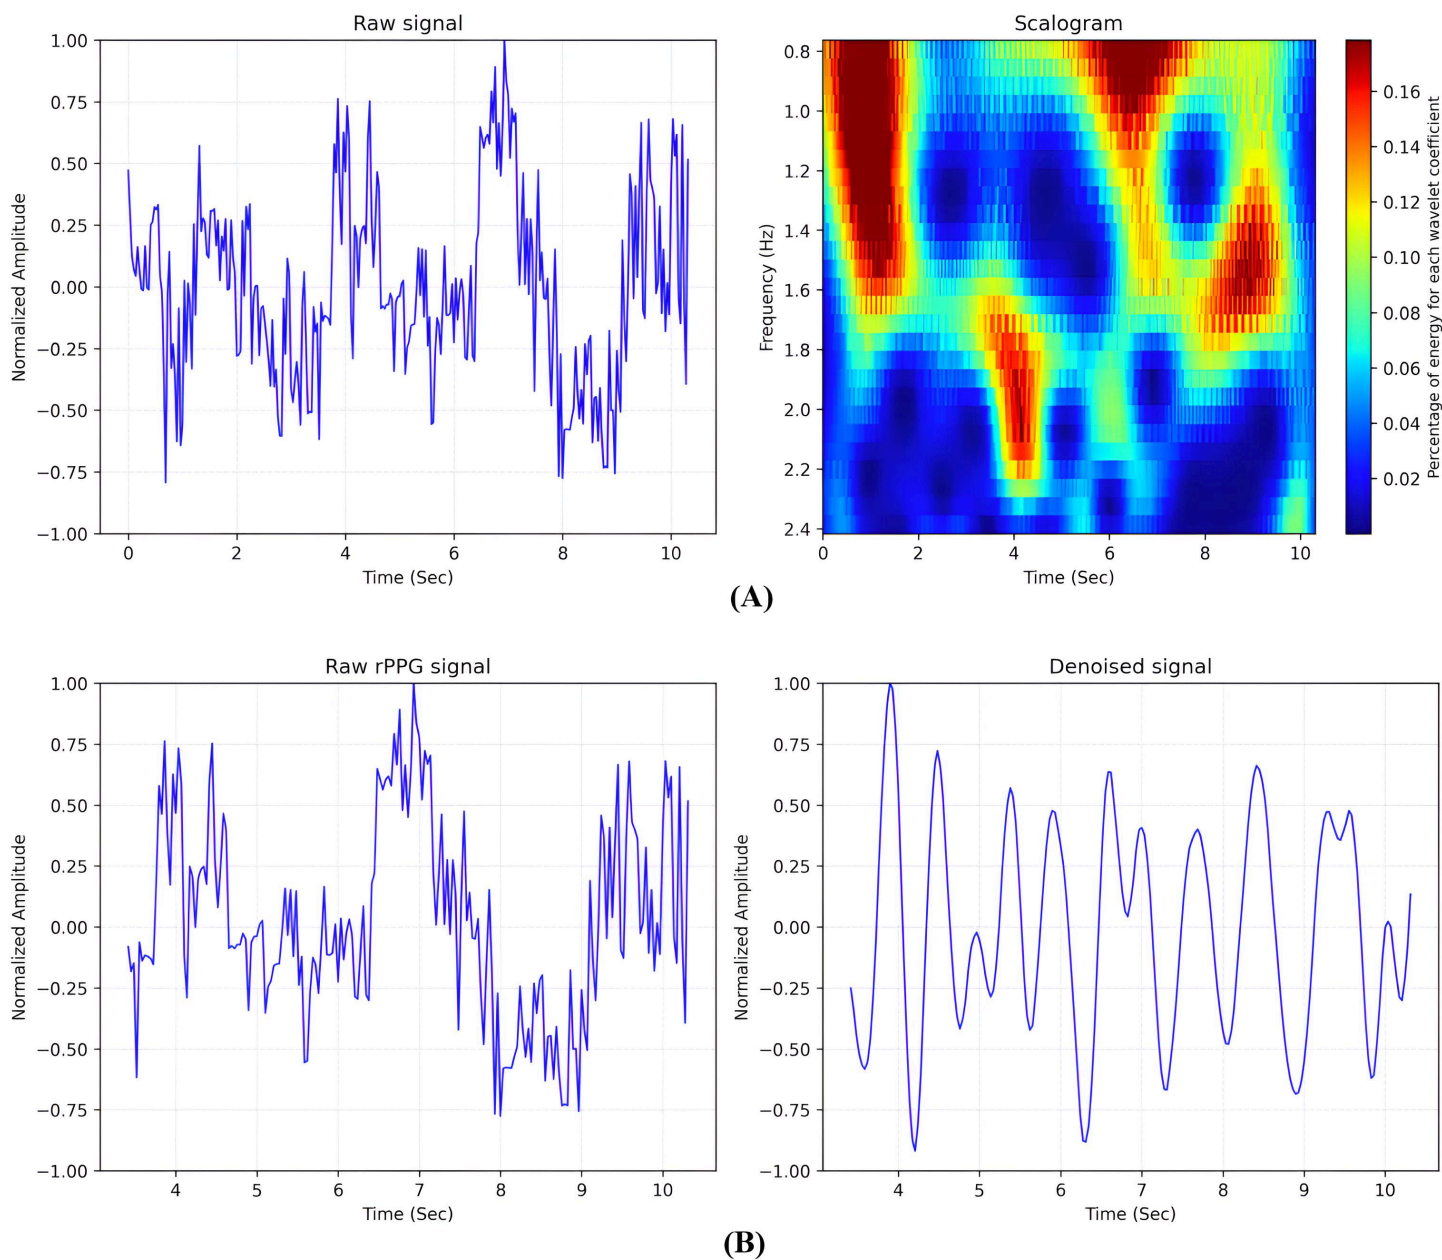 Raw signal
1.00
0.75
0.50
0.25
0.00
−0.25
−0.50
−0.75
−1.00
Normalized Amplitude
0 2 4 6 8 10
Time (Sec)
Scalogram
0.8
1.0
1.2
1.4
1.6
1.8
2.0
2.2
2.4
Frequency (Hz)
0 2 4 6 8 10
Time (Sec)
0.16
0.14
0.12
0.10
0.08
0.06
0.04
0.02
Percentage of energy for each wavelet coefficient
(A)
Raw rPPG signal
1.00
0.75
0.50
0.25
0.00
−0.25
−0.50
−0.75
−1.00
Normalized Amplitude
4 5 6 7 8 9 10
Time (Sec)
Denoised signal
1.00
0.75
0.50
0.25
0.00
−0.25
−0.50
−0.75
−1.00
Normalized Amplitude
4 5 6 7 8 9 10
Time (Sec)
(B)